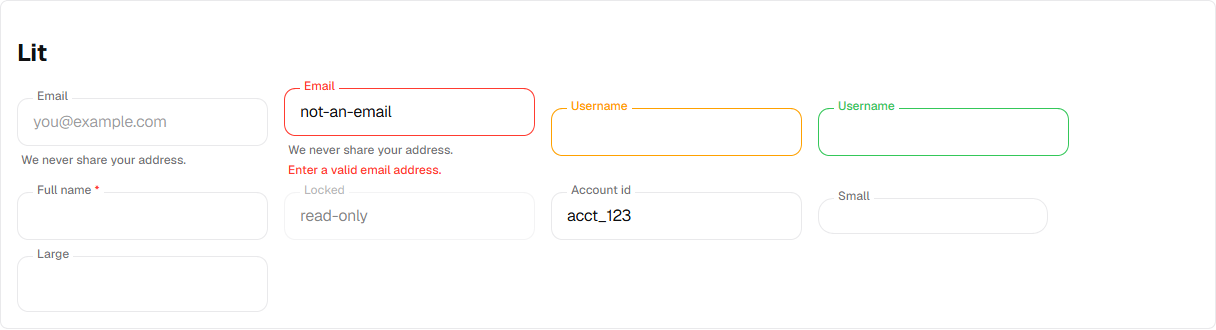 Lit
Email
you@example.com
We never share your address.
Email
not-an-email
We never share your address.
Enter a valid email address.
Username
Username
Full name *
Locked
read-only
Account id
acct_123
Small
Large